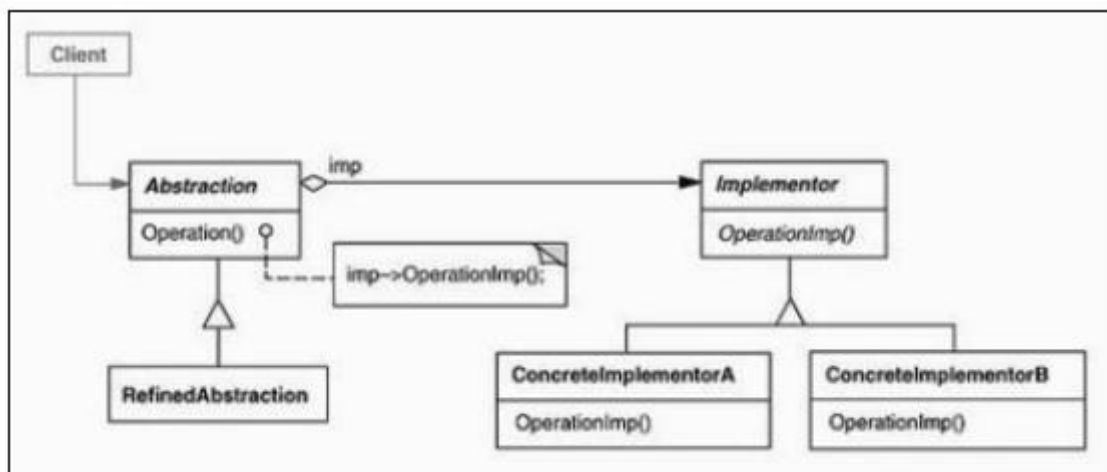 Client
imp
Abstraction
Implementor
Operation()
OperationImp()
imp->OperationImp();
RefinedAbstraction
ConcreteImplementorA
ConcreteImplementorB
OperationImp()
OperationImp()